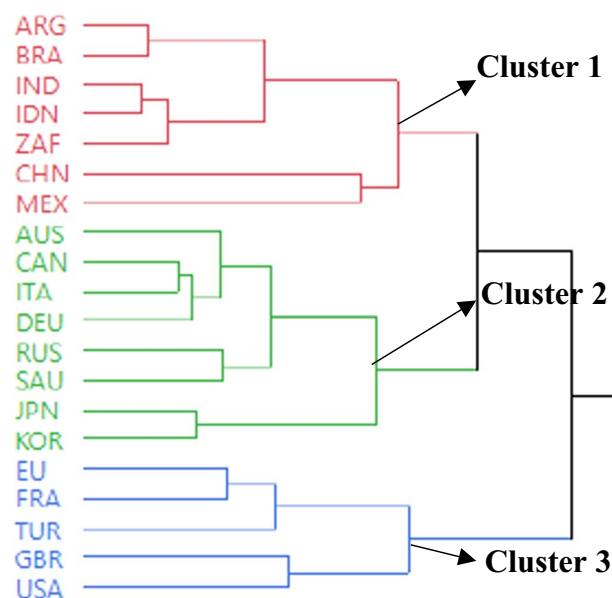 ARG
BRA
IND
IDN
ZAF
CHN
MEX
AUS
CAN
ITA
DEU
RUS
SAU
JPN
KOR
EU
FRA
TUR
GBR
USA
Cluster 1
Cluster 2
Cluster 3